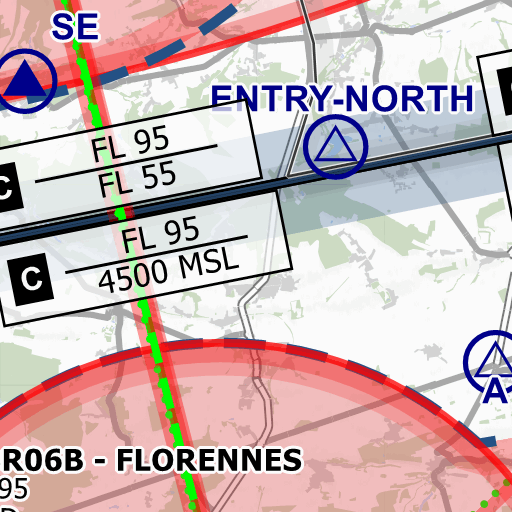 SE
ENTRY-NORTH
FL 95
FL 55
C
FL 95
4500 MSL
C
A
R06B - FLORENNES
95